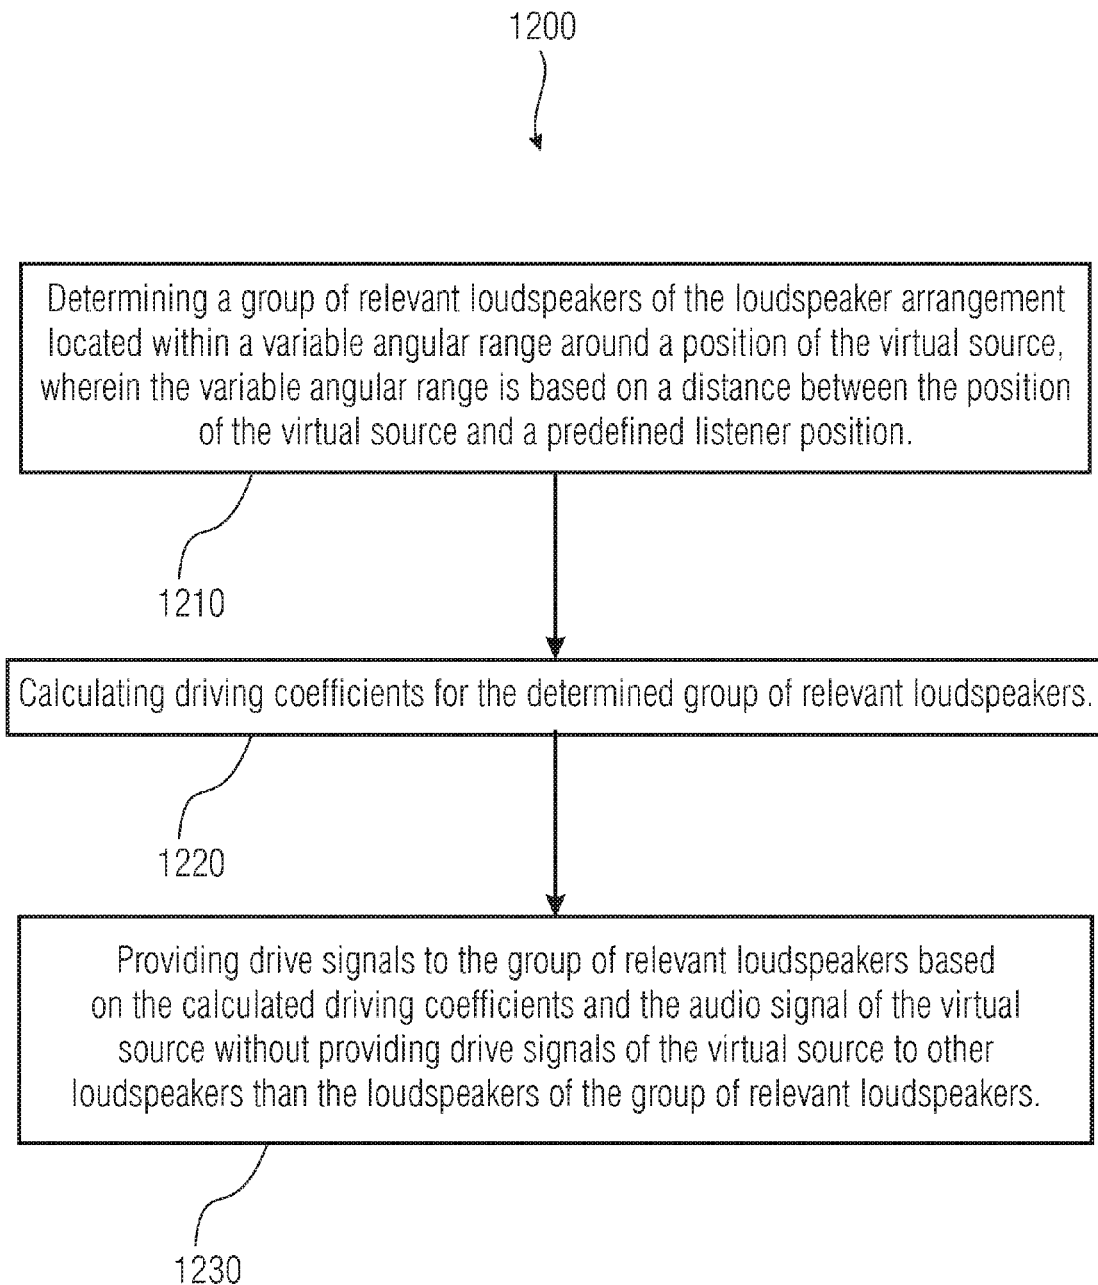 1200
Determining a group of relevant loudspeakers of the loudspeaker arrangement
located within a variable angular range around a position of the virtual source,
wherein the variable angular range is based on a distance between the position
of the virtual source and a predefined listener position.
1210
Calculating driving coefficients for the determined group of relevant loudspeakers.
1220
Providing drive signals to the group of relevant loudspeakers based
on the calculated driving coefficients and the audio signal of the virtual
source without providing drive signals of the virtual source to other
loudspeakers than the loudspeakers of the group of relevant loudspeakers.
1230